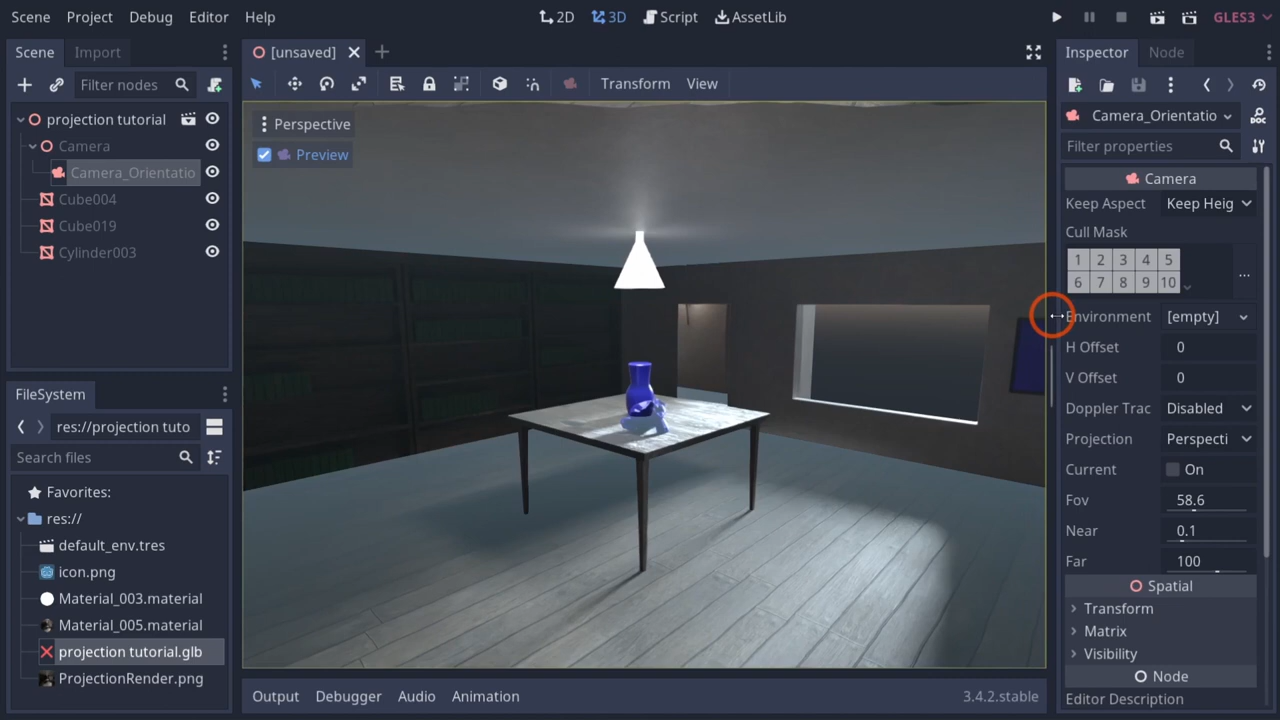 Scene Project Debug Editor Help 2D 3D Script AssetLib GLES3
Scene Import [unsaved] Inspector Node
Filter nodes Transform View
projection tutorial Perspective Camera_Orientatio
Camera Preview Filter properties
Camera_Orientatio
Cube004
Cube019
Cylinder003
Camera
Keep Aspect Keep Heig
Cull Mask
1 2 3 4 5
6 7 8 9 10 ...
Environment [empty]
H Offset 0
V Offset 0
Doppler Trac Disabled
Projection Perspecti
Current On
Fov 58.6
Near 0.1
Far 100
Spatial
Transform
Matrix
Visibility
Node
Editor Description
FileSystem
res://projection tuto
Search files
Favorites:
res://
default_env.tres
icon.png
Material_003.material
Material_005.material
projection tutorial.glb
ProjectionRender.png
Output Debugger Audio Animation 3.4.2.stable